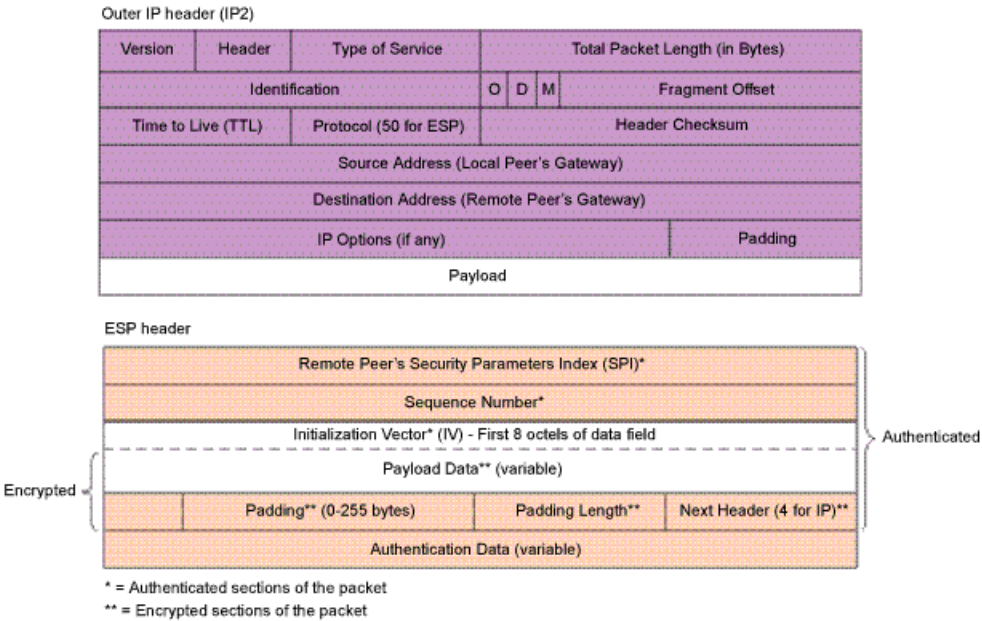 Outer IP header (IP2)
Version Header Type of Service Total Packet Length (in Bytes)
Identification O D M Fragment Offset
Time to Live (TTL) Protocol (50 for ESP) Header Checksum
Source Address (Local Peer's Gateway)
Destination Address (Remote Peer's Gateway)
IP Options (if any) Padding
Payload
ESP header
Remote Peer's Security Parameters Index (SPI)*
Sequence Number*
Initialization Vector* (IV) - First 8 octels of data field
Authenticated
Payload Data** (variable)
Encrypted
Padding** (0-255 bytes) Padding Length** Next Header (4 for IP)**
Authentication Data (variable)
* = Authenticated sections of the packet
** = Encrypted sections of the packet